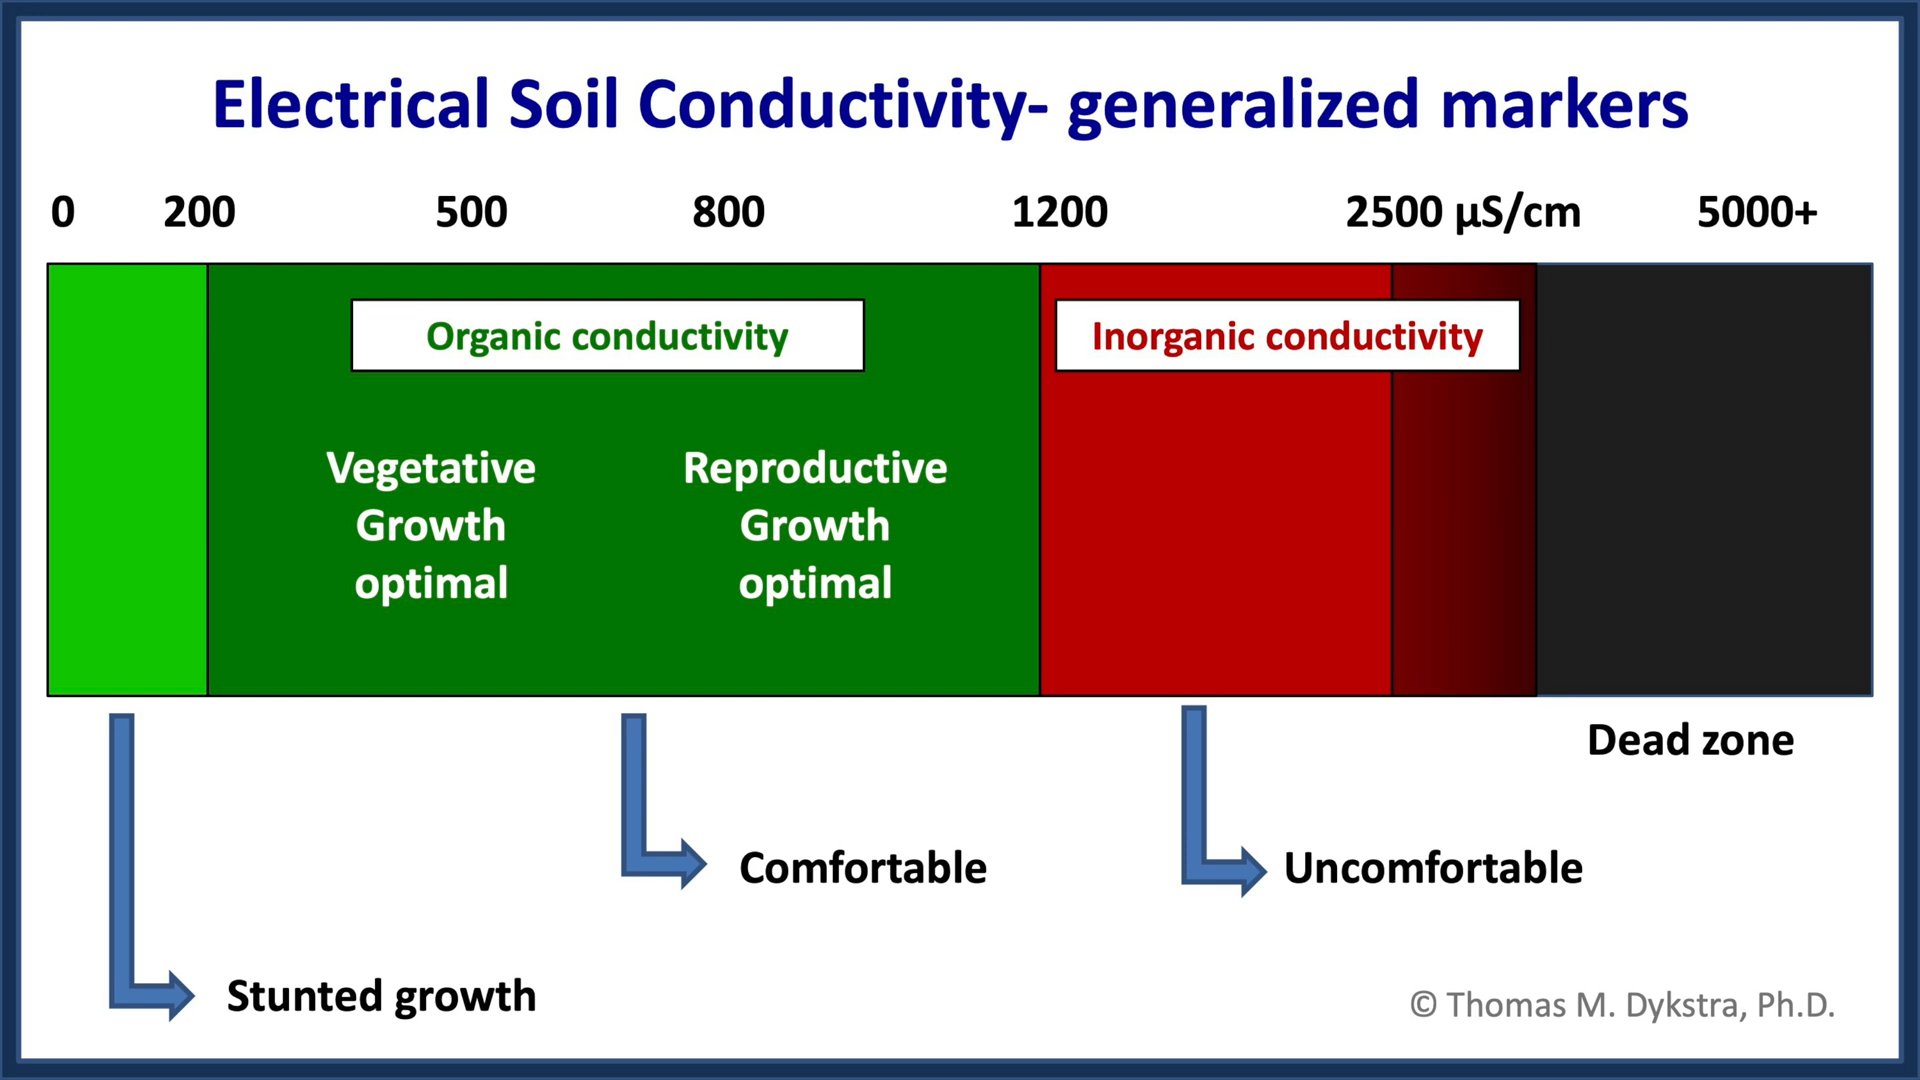 Electrical Soil Conductivity- generalized markers
0 200 500 800 1200 2500 µS/cm 5000+
Organic conductivity
Inorganic conductivity
Vegetative
Growth
optimal
Reproductive
Growth
optimal
Dead zone
Comfortable
Uncomfortable
Stunted growth
© Thomas M. Dykstra, Ph.D.